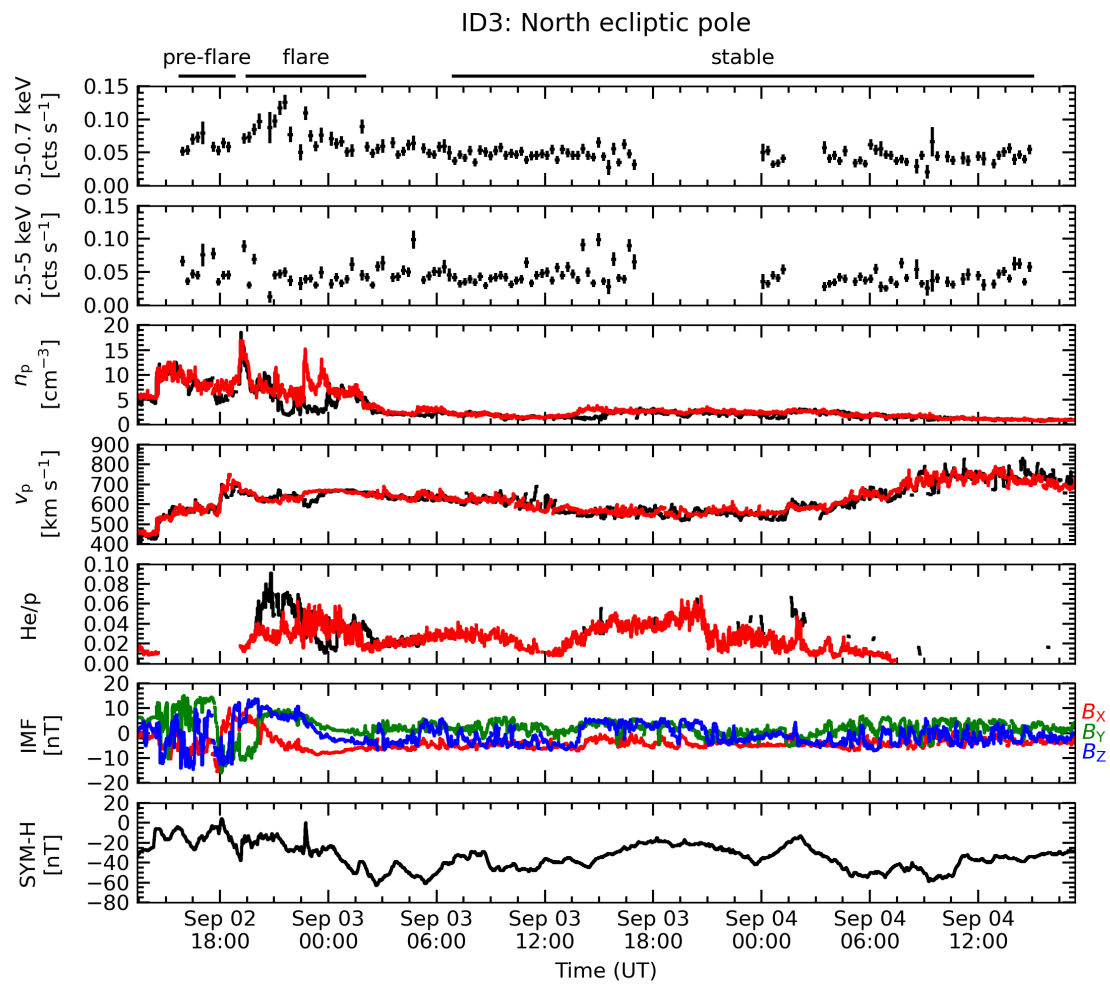 ID3: North ecliptic pole
pre-flare flare stable
0.5-0.7 keV
[cts s⁻¹]
0.15
0.10
0.05
0.00
2.5-5 keV
[cts s⁻¹]
0.15
0.10
0.05
0.00
nₚ
[cm⁻³]
20
15
10
5
0
vₚ
[km s⁻¹]
900
800
700
600
500
400
He/p
0.10
0.08
0.06
0.04
0.02
0.00
IMF
[nT]
20
10
0
−10
−20
B_X
B_Y
B_Z
SYM-H
[nT]
20
0
−20
−40
−60
−80
Sep 02 Sep 03 Sep 03 Sep 03 Sep 03 Sep 04 Sep 04 Sep 04
18:00 00:00 06:00 12:00 18:00 00:00 06:00 12:00
Time (UT)